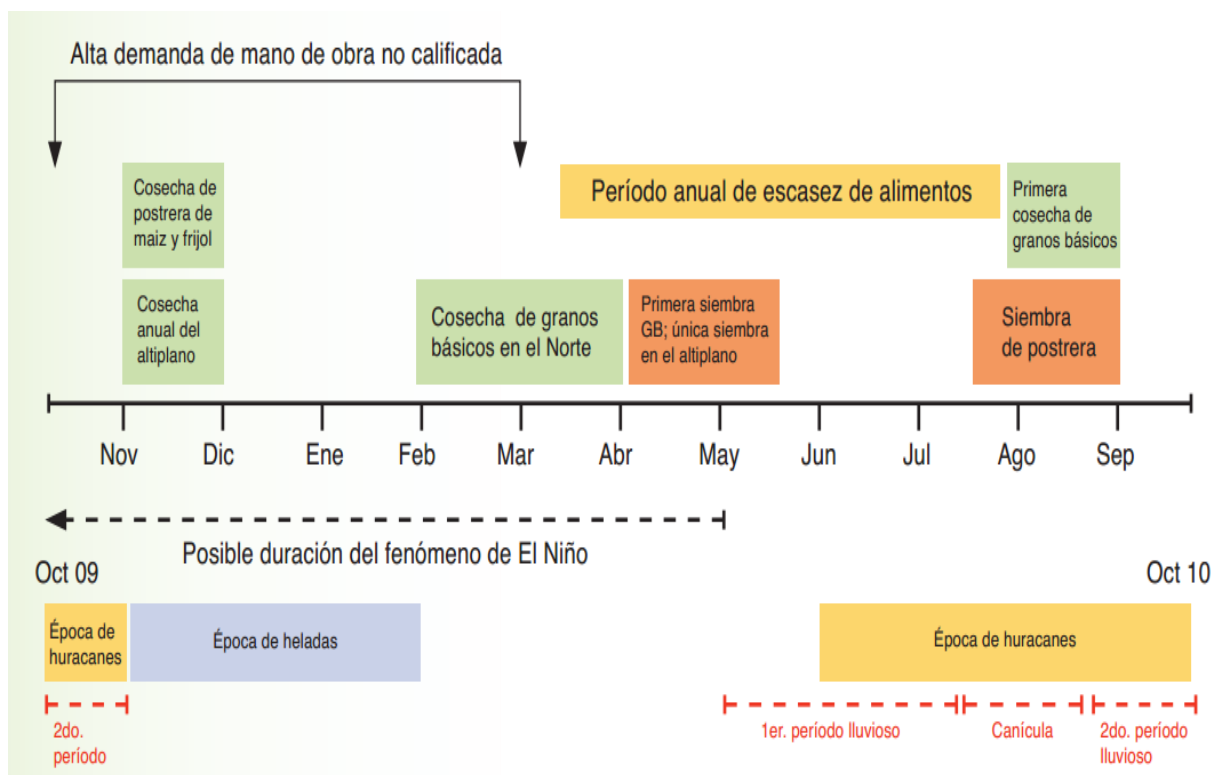 Alta demanda de mano de obra no calificada
Cosecha de
postrera de
maiz y frijol
Período anual de escasez de alimentos
Primera
cosecha de
granos básicos
Cosecha
anual del
altiplano
Cosecha de granos
básicos en el Norte
Primera siembra
GB; única siembra
en el altiplano
Siembra
de postrera
Nov
Dic
Ene
Feb
Mar
Abr
May
Jun
Jul
Ago
Sep
Posible duración del fenómeno de El Niño
Oct 09
Oct 10
Época de
huracanes
Época de heladas
Época de huracanes
2do.
período
1er. período lluvioso
Canícula
2do. período
lluvioso